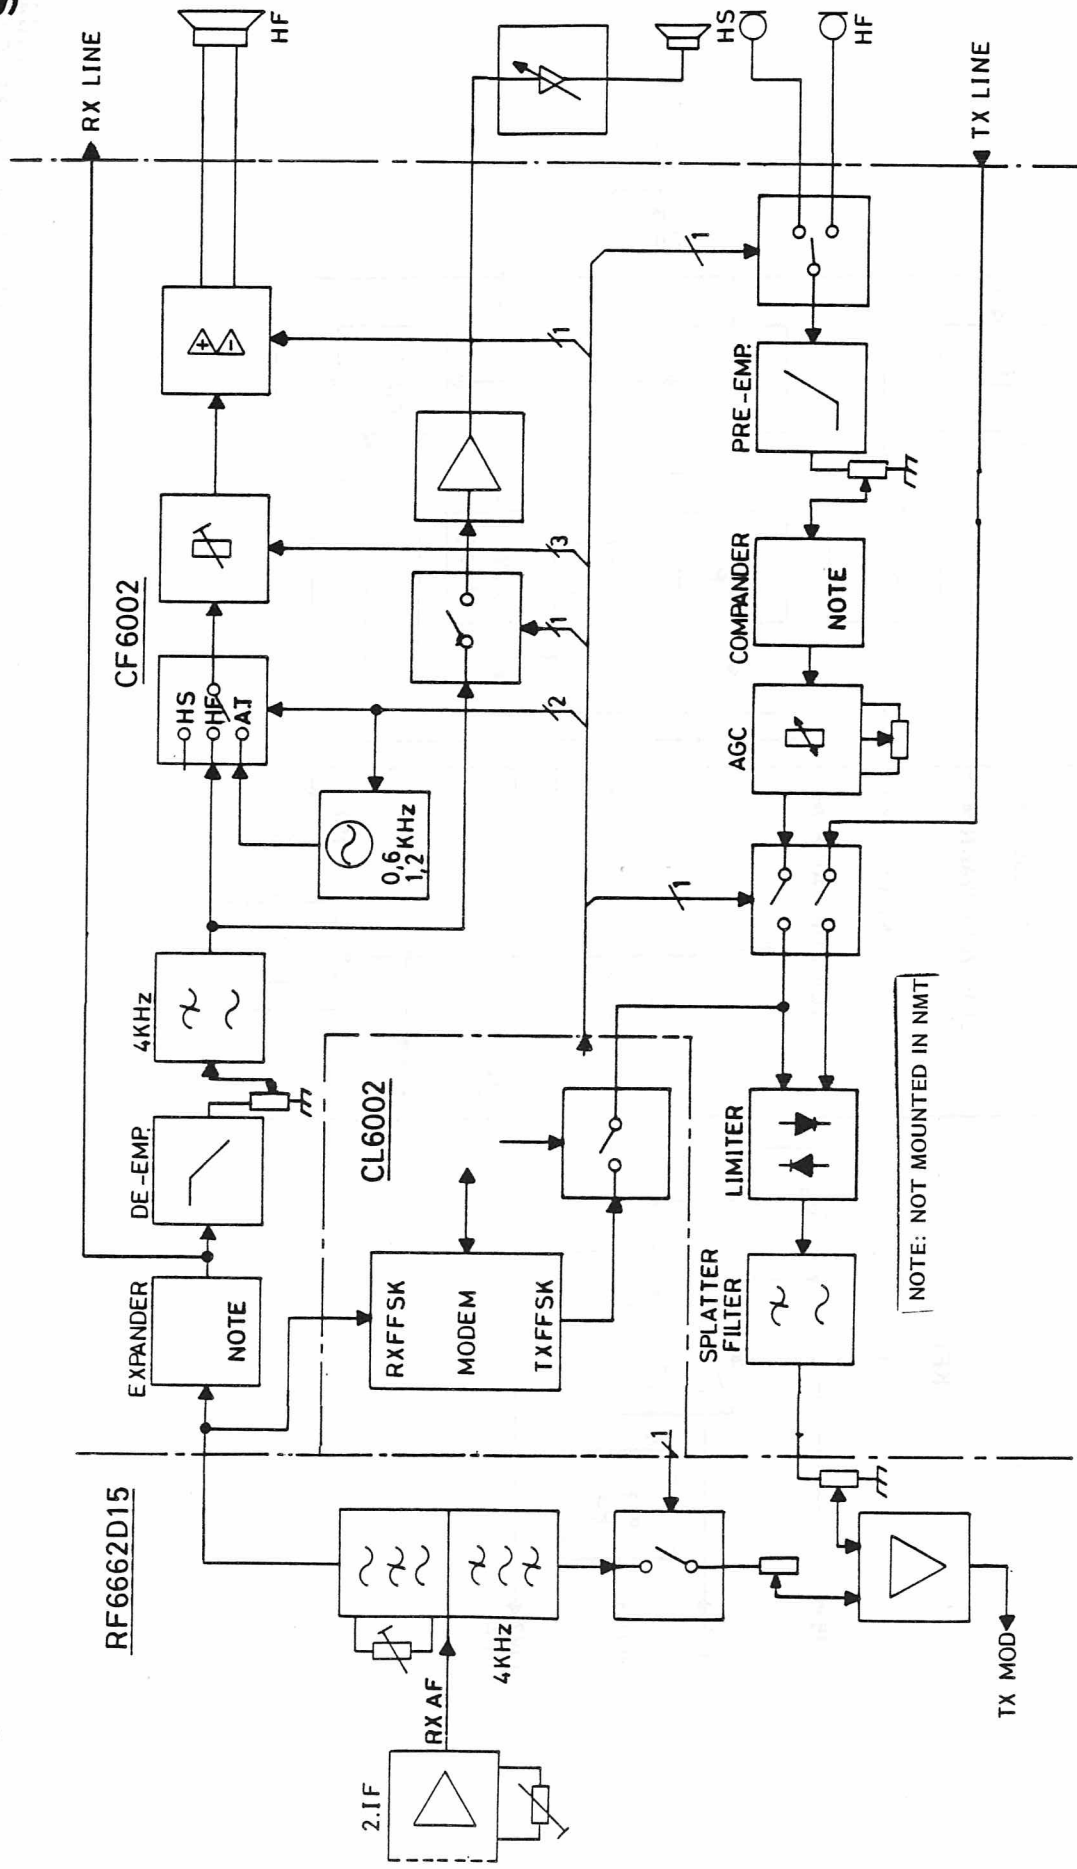 RF6662D15
2.IF
RX AF
4KHz
TX MOD
1
EXPANDER
NOTE
DE-EMP.
4KHz
CF6002
HS
HF
AT
0,6
1,2 KHz
2
1
3
1
HF
RX LINE
CL6002
RXFFSK
MODEM
TXFFSK
SPLATTER
FILTER
LIMITER
1
AGC
COMPANDER
NOTE
PRE-EMP.
1
HS
HF
TX LINE
NOTE: NOT MOUNTED IN NMT